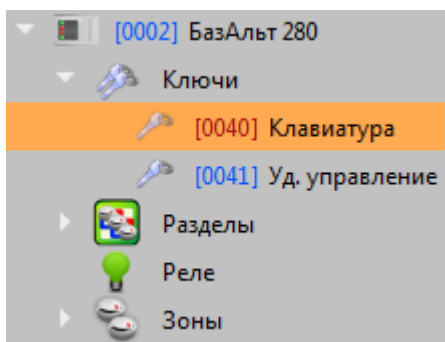 [0002] БазАльт 280
Ключи
[0040] Клавиатура
[0041] Уд. управление
Разделы
Реле
Зоны